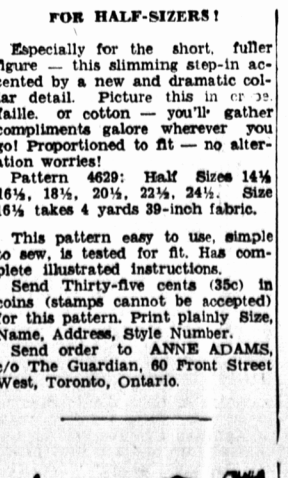 FOR HALF-SIZERS!
Especially for the short, fuller
figure — this slimming step-in ac-
cented by a new and dramatic col-
lar detail. Picture this in
faille, or cotton — you'll gather
compliments galore wherever you
go! Proportioned to fit — no alter-
ation worries!
Pattern 4629: Half Sizes 14½
16½, 18½, 20½, 22½, 24½. Size
16½ takes 4 yards 39-inch fabric.
This pattern easy to use, simple
to sew, is tested for fit. Has com-
plete illustrated instructions.
Send Thirty-five cents (35c) in
coins (stamps cannot be accepted)
for this pattern. Print plainly Size,
Name, Address, Style Number.
Send order to ANNE ADAMS,
c/o The Guardian, 60 Front Street
West, Toronto, Ontario.